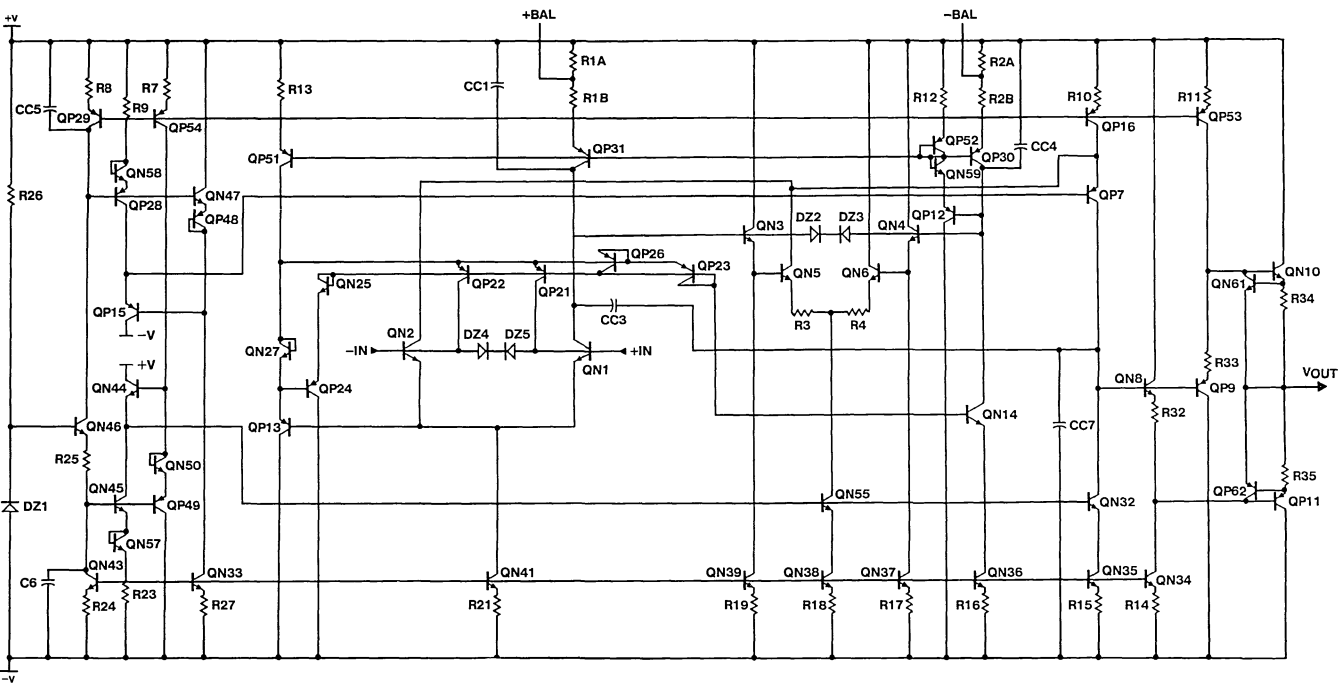 +BAL
−BAL
+V
R1A
R2A
R8
R7
R13
CC1
R1B
R12
R2B
R10
R11
CC5
QP29
R9
QP54
QP16
QP53
QP51
QP31
QP52
QP30
CC4
QN58
QN59
R26
QP28
QN47
QP7
QP48
QP12
QN3
DZ2
DZ3
QN4
QP26
QP23
QN25
QP22
QP21
QN5
QN6
QN10
QN61
R34
QP15
−V
CC3
R3
R4
QN2
DZ4
DZ5
QN27
−IN
+IN
QN1
+V
R33
QN44
QP24
QN8
QP9
VOUT
QN46
QP13
QN14
R32
CC7
R25
QN50
R35
QN45
QP49
QN55
QN32
QP62
QP11
DZ1
QN57
QN43
QN33
QN41
QN39
QN38
QN37
QN36
QN35
QN34
C6
R24
R23
R27
R21
R19
R18
R17
R16
R15
R14
−V